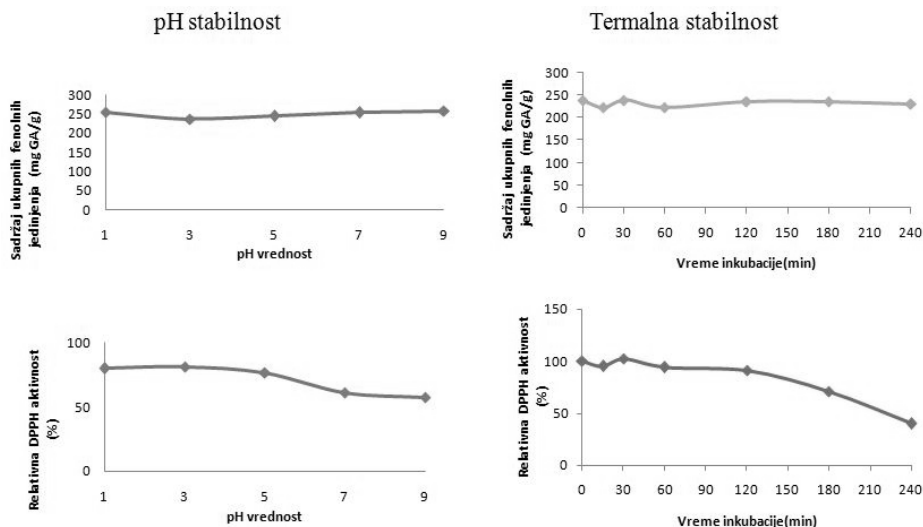 pH stabilnost
Sadržaj ukupnih fenolnih
jedinjenja (mg GA/g)
300
250
200
150
100
50
0
1 3 5 7 9
pH vrednost
Relativna DPPH aktivnost
(%)
100
50
0
1 3 5 7 9
pH vrednost
Termalna stabilnost
Sadržaj ukupnih fenolnih
jedinjenja (mg GA/g)
300
250
200
150
100
50
0
0 30 60 90 120 150 180 210 240
Vreme inkubacije(min)
Relativna DPPH aktivnost
(%)
150
100
50
0
0 30 60 90 120 150 180 210 240
Vreme inkubacije(min)